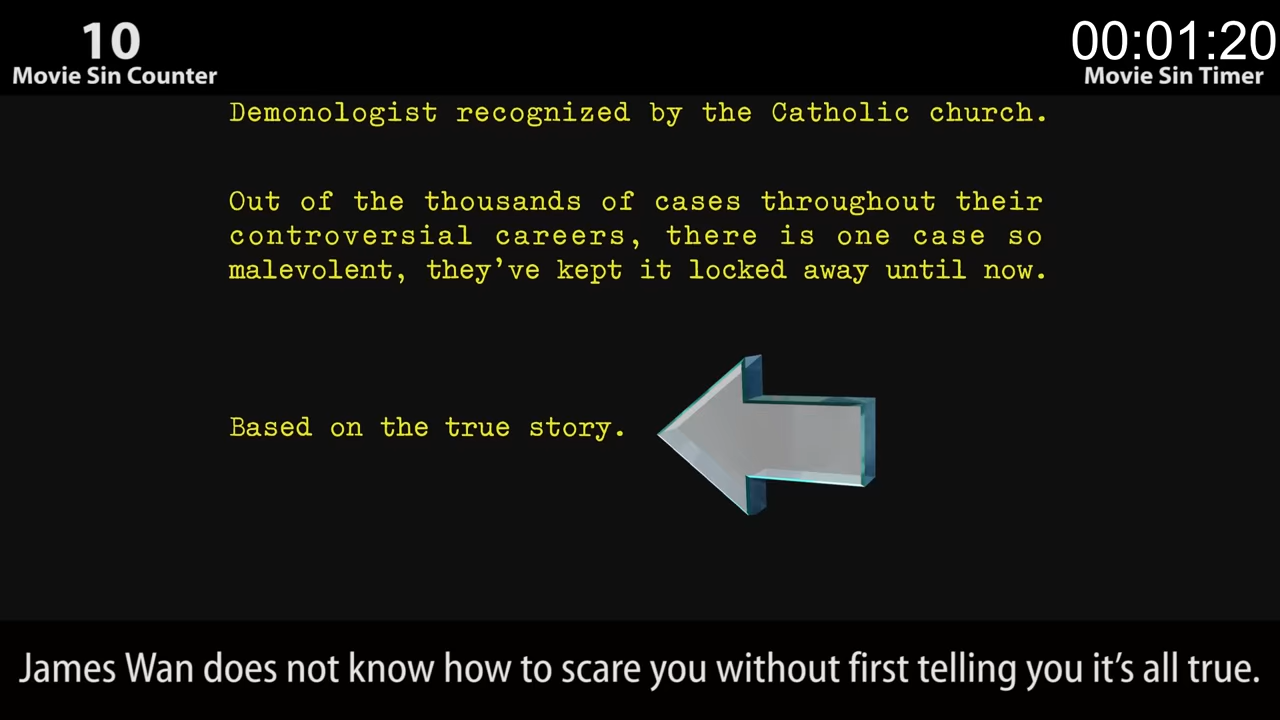 10
Movie Sin Counter
00:01:20
Movie Sin Timer
Demonologist recognized by the Catholic church.
Out of the thousands of cases throughout their
controversial careers, there is one case so
malevolent, they've kept it locked away until now.
Based on the true story.
James Wan does not know how to scare you without first telling you it's all true.